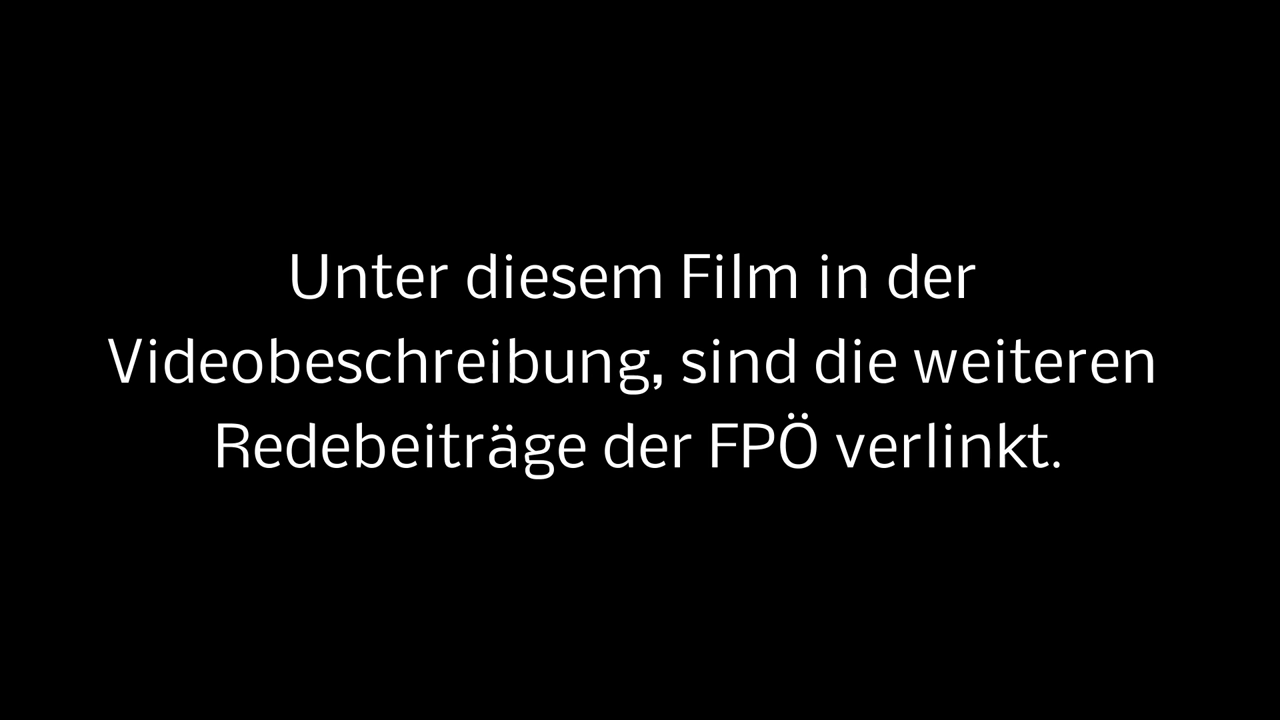 Unter diesem Film in der
Videobeschreibung, sind die weiteren
Redebeiträge der FPÖ verlinkt.